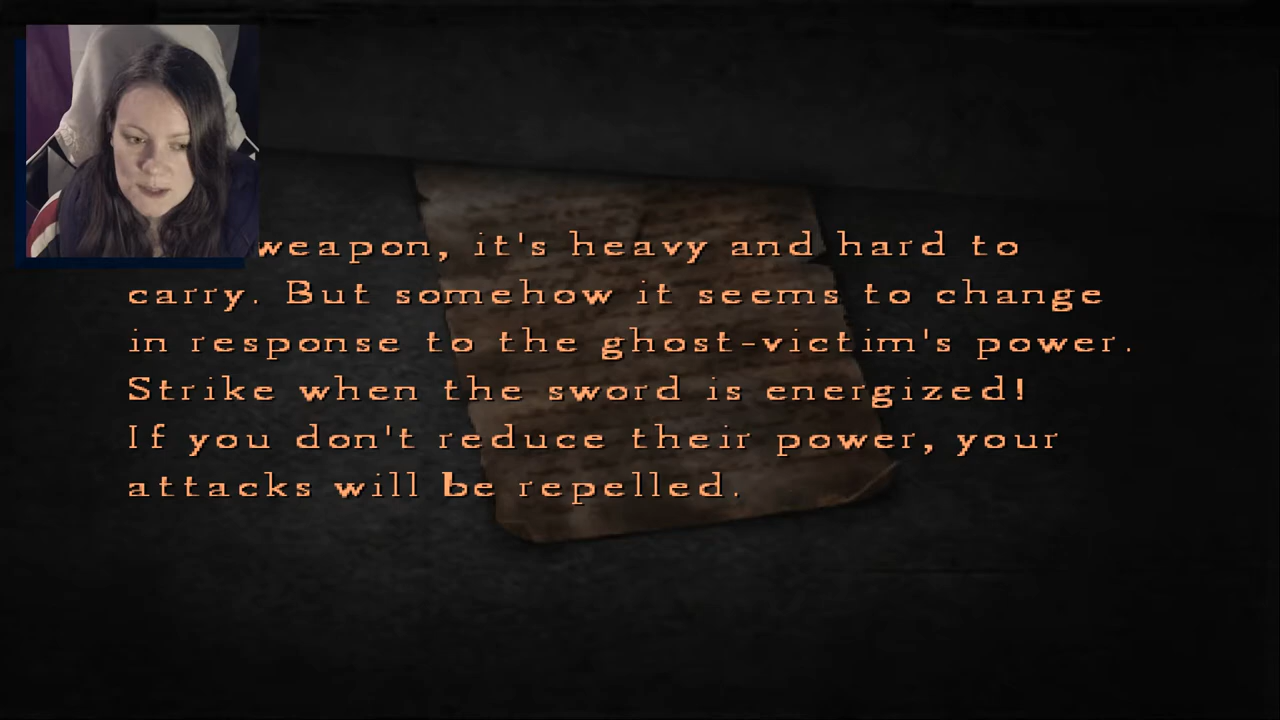 weapon, it's heavy and hard to
carry. But somehow it seems to change
in response to the ghost-victim's power.
Strike when the sword is energized!
If you don't reduce their power, your
attacks will be repelled.